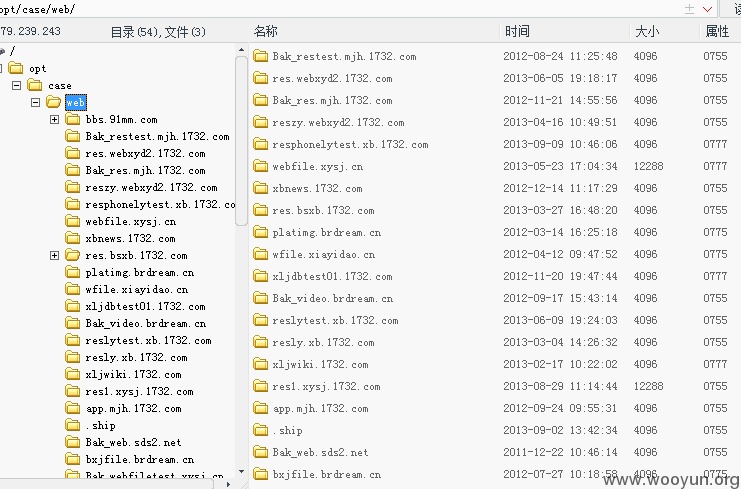 opt/case/web/
79.239.243 目录(54),文件(3) 名称 时间 大小 属性
/
opt
case
web
bbs.91mm.com
Bak_restest.mjh.1732.com
res.webxyd2.1732.com
Bak_res.mjh.1732.com
reszy.webxyd2.1732.com
resphonelytest.xb.1732.co
webfile.xysj.cn
xbnews.1732.com
res.bsxb.1732.com
platimg.brdream.cn
wfile.xiayidao.cn
xljdbtest01.1732.com
Bak_video.brdream.cn
reslytest.xb.1732.com
resly.xb.1732.com
xljwiki.1732.com
res1.xysj.1732.com
app.mjh.1732.com
.ship
Bak_web.sds2.net
bxjfile.brdream.cn
Bak_webfiletest.xysj.cn
Bak_restest.mjh.1732.com 2012-08-24 11:25:48 4096 0755
res.webxyd2.1732.com 2013-06-05 19:18:17 4096 0755
Bak_res.mjh.1732.com 2012-11-21 14:55:56 4096 0755
reszy.webxyd2.1732.com 2013-04-16 10:49:51 4096 0755
resphonelytest.xb.1732.com 2013-09-09 10:46:06 4096 0777
webfile.xysj.cn 2013-05-23 17:04:34 12288 0777
xbnews.1732.com 2012-12-14 11:17:29 4096 0755
res.bsxb.1732.com 2013-03-27 16:48:20 4096 0755
platimg.brdream.cn 2012-03-14 16:25:18 4096 0775
wfile.xiayidao.cn 2012-04-12 09:47:52 4096 0775
xljdbtest01.1732.com 2012-11-20 19:47:44 4096 0777
Bak_video.brdream.cn 2012-09-17 15:43:14 4096 0755
reslytest.xb.1732.com 2013-06-09 19:24:03 4096 0755
resly.xb.1732.com 2013-03-04 14:26:32 4096 0755
xljwiki.1732.com 2013-02-17 10:22:02 4096 0777
res1.xysj.1732.com 2013-08-29 11:14:44 12288 0755
app.mjh.1732.com 2012-09-24 09:55:31 4096 0755
.ship 2013-09-02 13:42:34 4096 0755
Bak_web.sds2.net 2011-12-22 10:46:14 4096 0755
bxjfile.brdream.cn 2012-07-27 10:18:58 4096 0755
www.wooyun.org